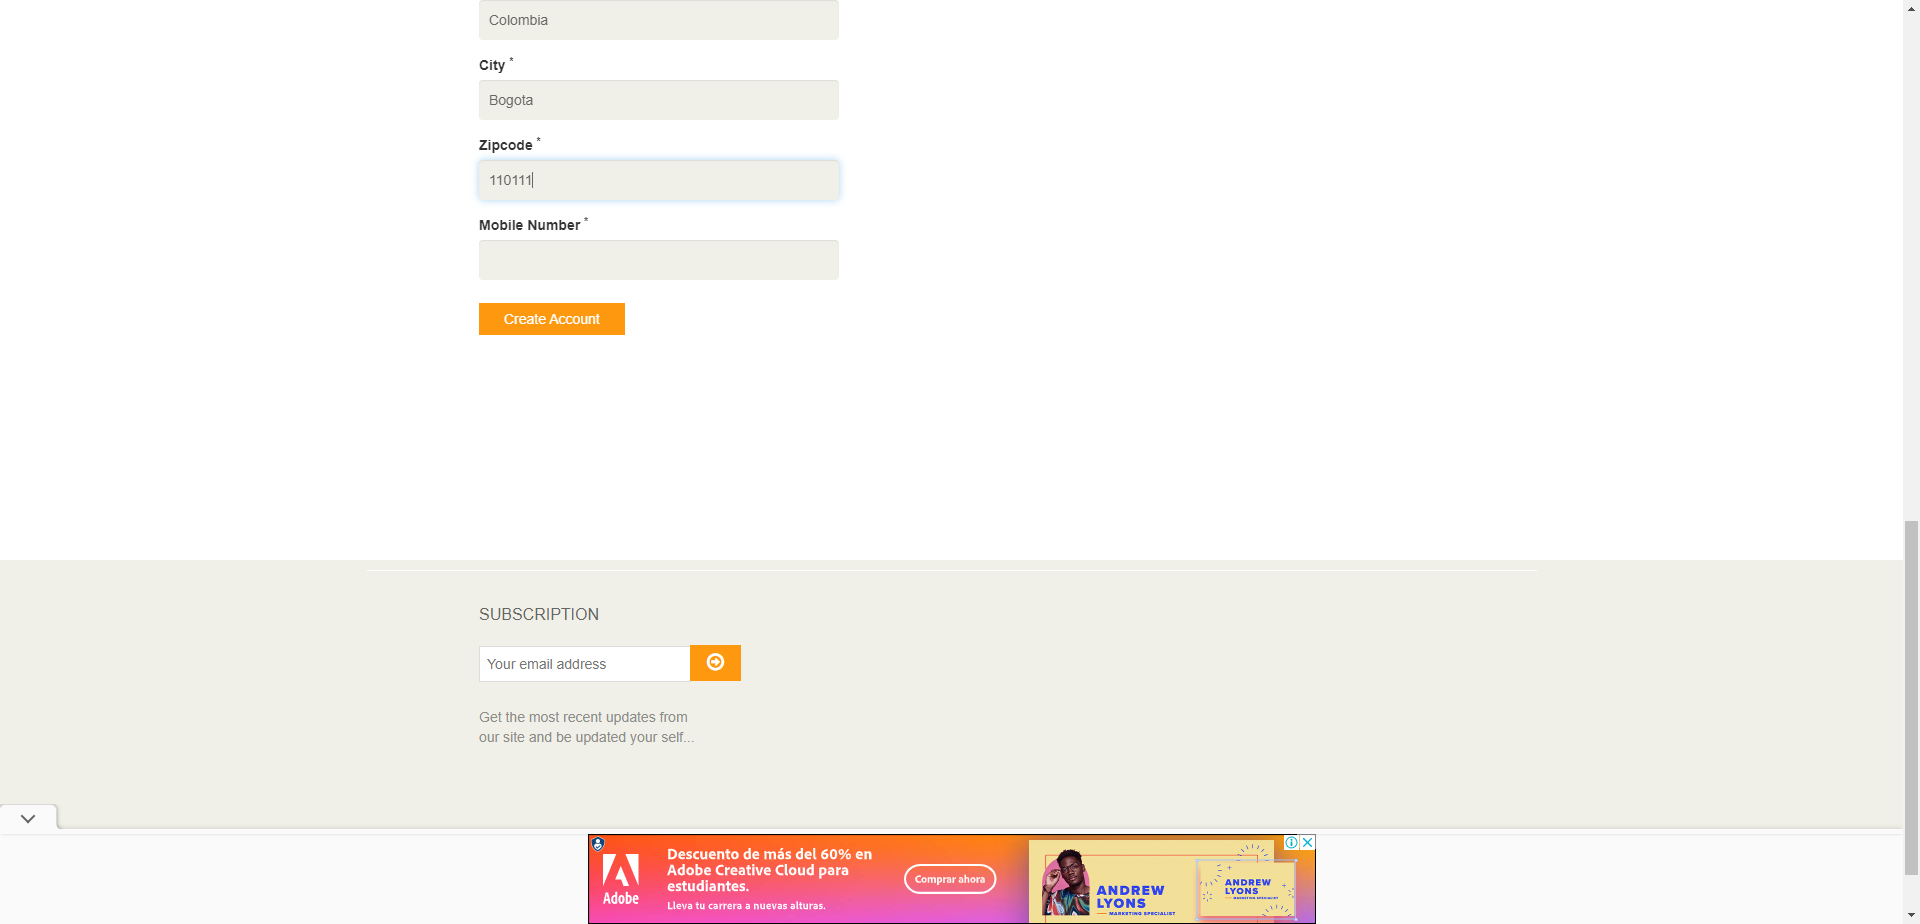 Colombia
City *
Bogota
Zipcode *
110111
Mobile Number *
Create Account
SUBSCRIPTION
Your email address
Get the most recent updates from
our site and be updated your self...
Adobe
Descuento de más del 60% en
Adobe Creative Cloud para
estudiantes.
Lleva tu carrera a nuevas alturas.
Comprar ahora
ANDREW
LYONS
MARKETING SPECIALIST
ANDREW
LYONS
MARKETING SPECIALIST